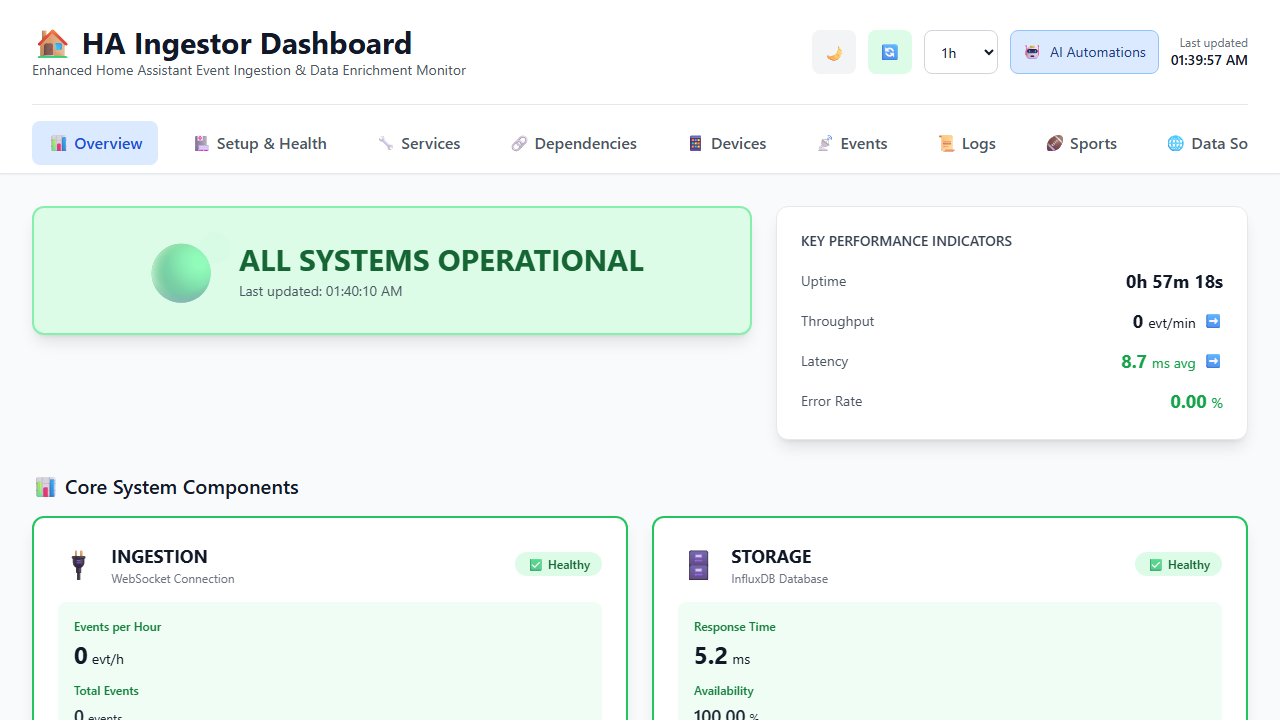 HA Ingestor Dashboard
Enhanced Home Assistant Event Ingestion & Data Enrichment Monitor
1h
AI Automations
Last updated
01:39:57 AM
Overview
Setup & Health
Services
Dependencies
Devices
Events
Logs
Sports
Data So
ALL SYSTEMS OPERATIONAL
Last updated: 01:40:10 AM
KEY PERFORMANCE INDICATORS
Uptime
0h 57m 18s
Throughput
0 evt/min
Latency
8.7 ms avg
Error Rate
0.00 %
Core System Components
INGESTION
WebSocket Connection
Healthy
Events per Hour
0 evt/h
Total Events
0 events
STORAGE
InfluxDB Database
Healthy
Response Time
5.2 ms
Availability
100.00 %